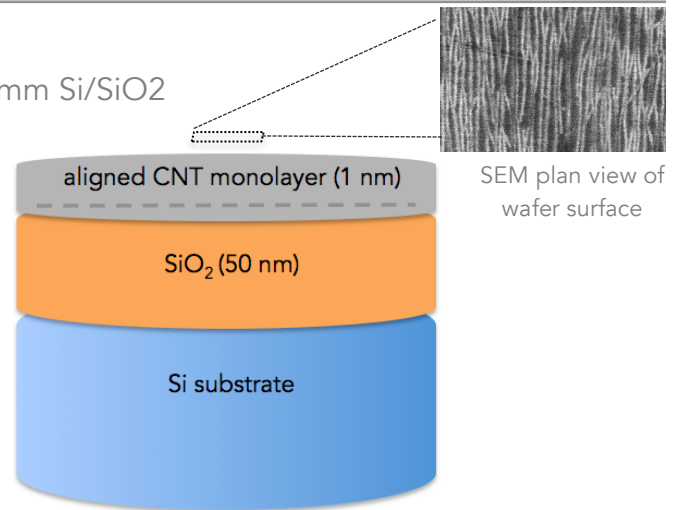 mm Si/SiO2
aligned CNT monolayer (1 nm)
SEM plan view of
wafer surface
SiO₂ (50 nm)
Si substrate